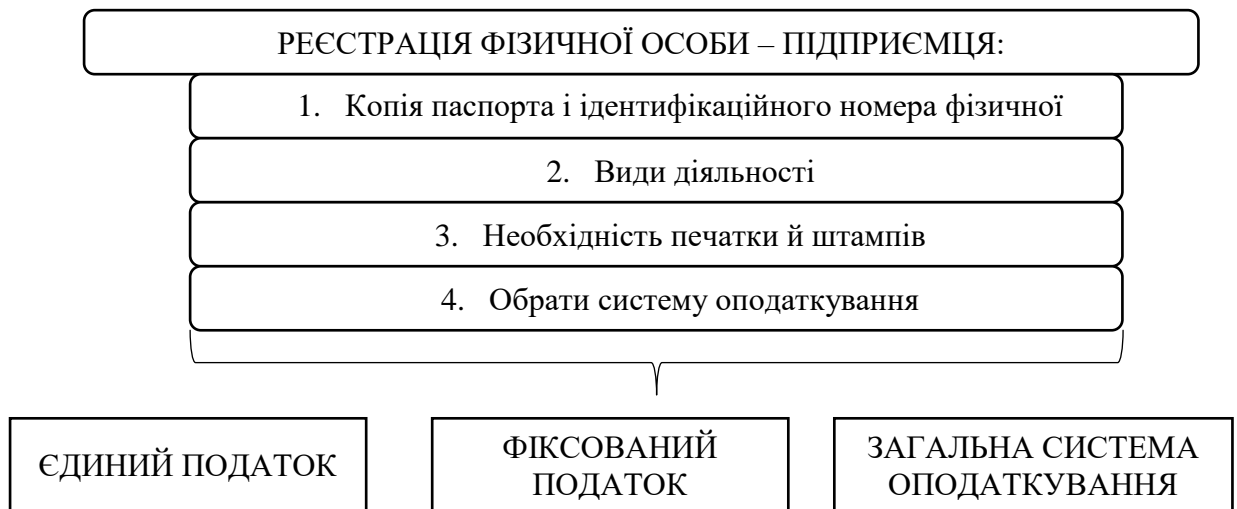 РЕЄСТРАЦІЯ ФІЗИЧНОЇ ОСОБИ – ПІДПРИЄМЦЯ:
1. Копія паспорта і ідентифікаційного номера фізичної
2. Види діяльності
3. Необхідність печатки й штампів
4. Обрати систему оподаткування
ЄДИНИЙ ПОДАТОК
ФІКСОВАНИЙ
ПОДАТОК
ЗАГАЛЬНА СИСТЕМА
ОПОДАТКУВАННЯ